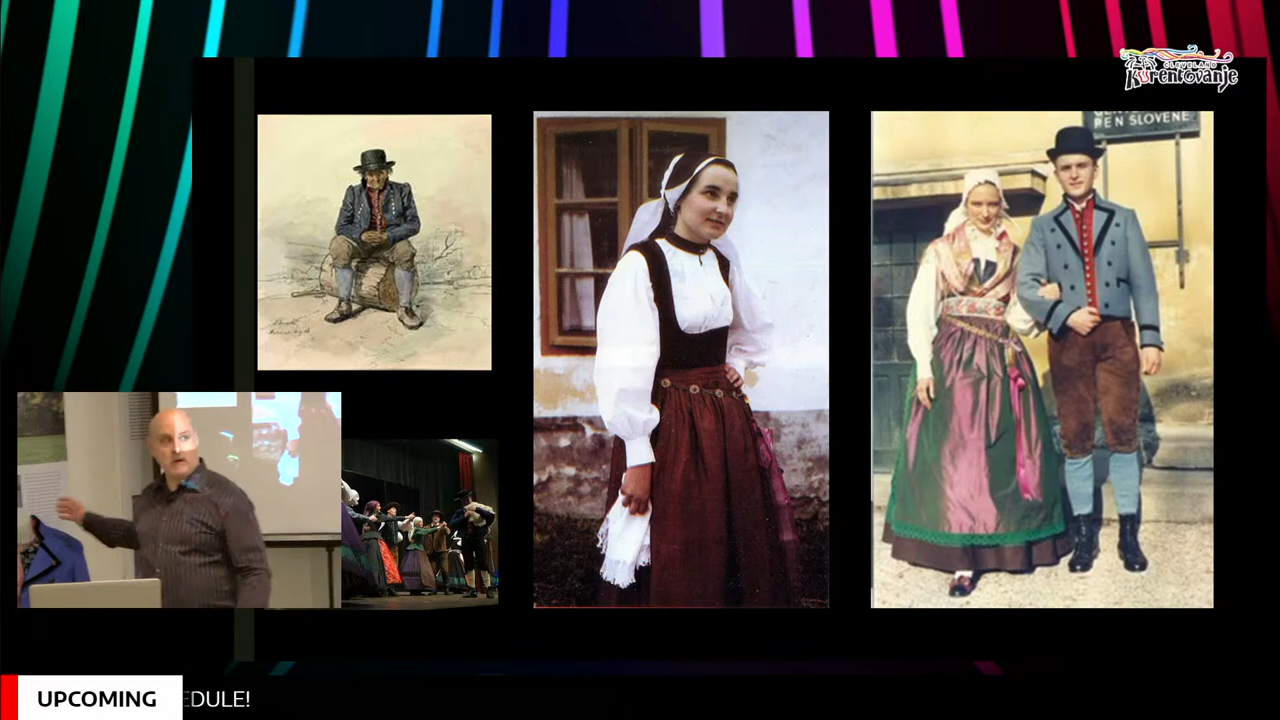 CLEVELAND
Kurentovanje
PEN SLOVENE
UPCOMING
EDULE!